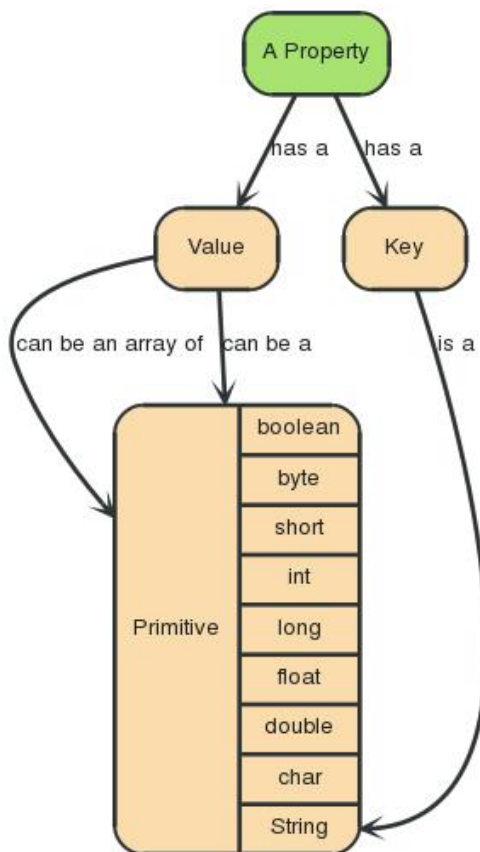 A Property
has a
has a
Value
Key
can be an array of
can be a
is a
boolean
byte
short
int
Primitive
long
float
double
char
String